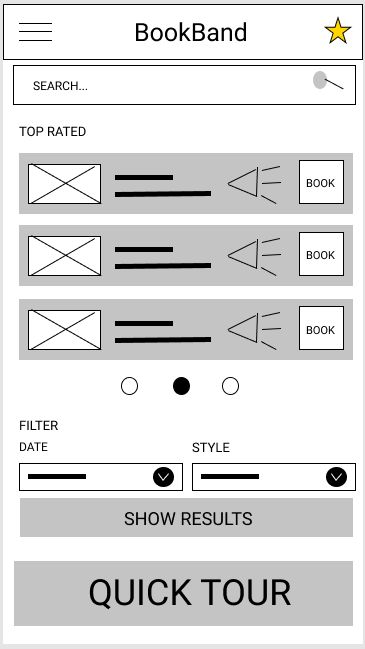 BookBand
SEARCH...
TOP RATED
BOOK
BOOK
BOOK
FILTER
DATE
STYLE
SHOW RESULTS
QUICK TOUR